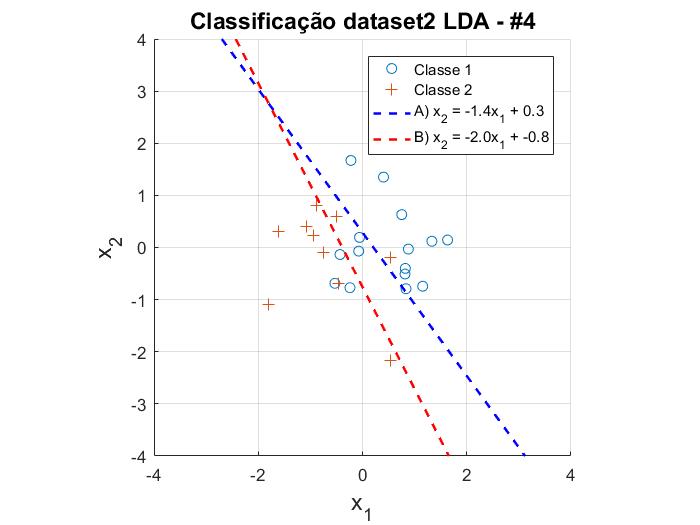 Classificação dataset2 LDA - #4
Classe 1
Classe 2
A) x2 = -1.4x1 + 0.3
B) x2 = -2.0x1 + -0.8
4
3
2
1
0
-1
-2
-3
-4
x2
-4
-2
0
2
4
x1